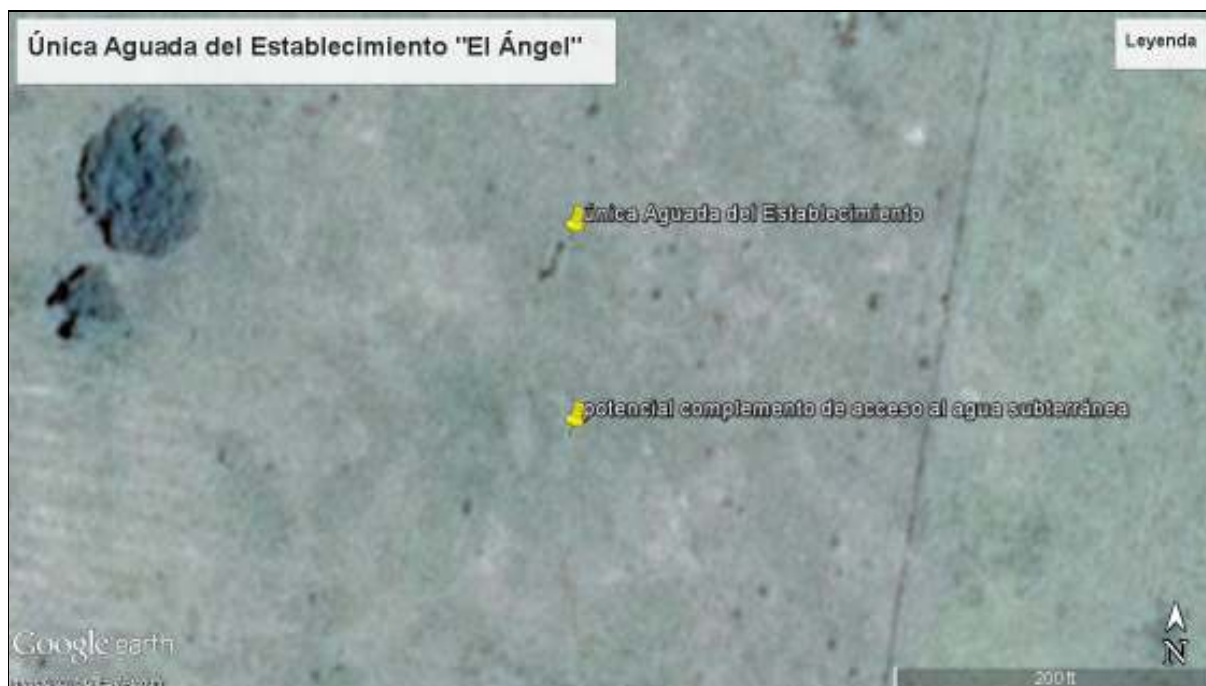 Única Aguada del Establecimiento "El Ángel"
Leyenda
única Aguada del Establecimiento
potencial complemento de acceso al agua subterránea
Google earth
N
200 ft